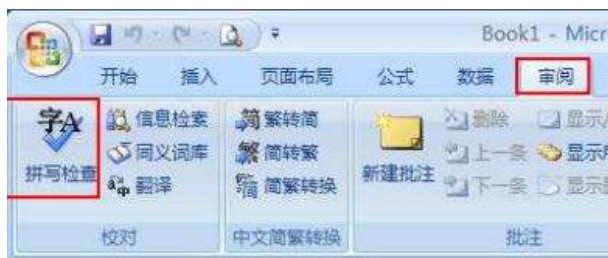 Book1 - Micr
开始 插入 页面布局 公式 数据 审阅
字A 信息检索 简 繁转简 删除 显示
同义词库 繁 简转繁 上一条 显示所
拼写检查 翻译 简繁转换 新建批注 下一条 显示
校对 中文简繁转换 批注